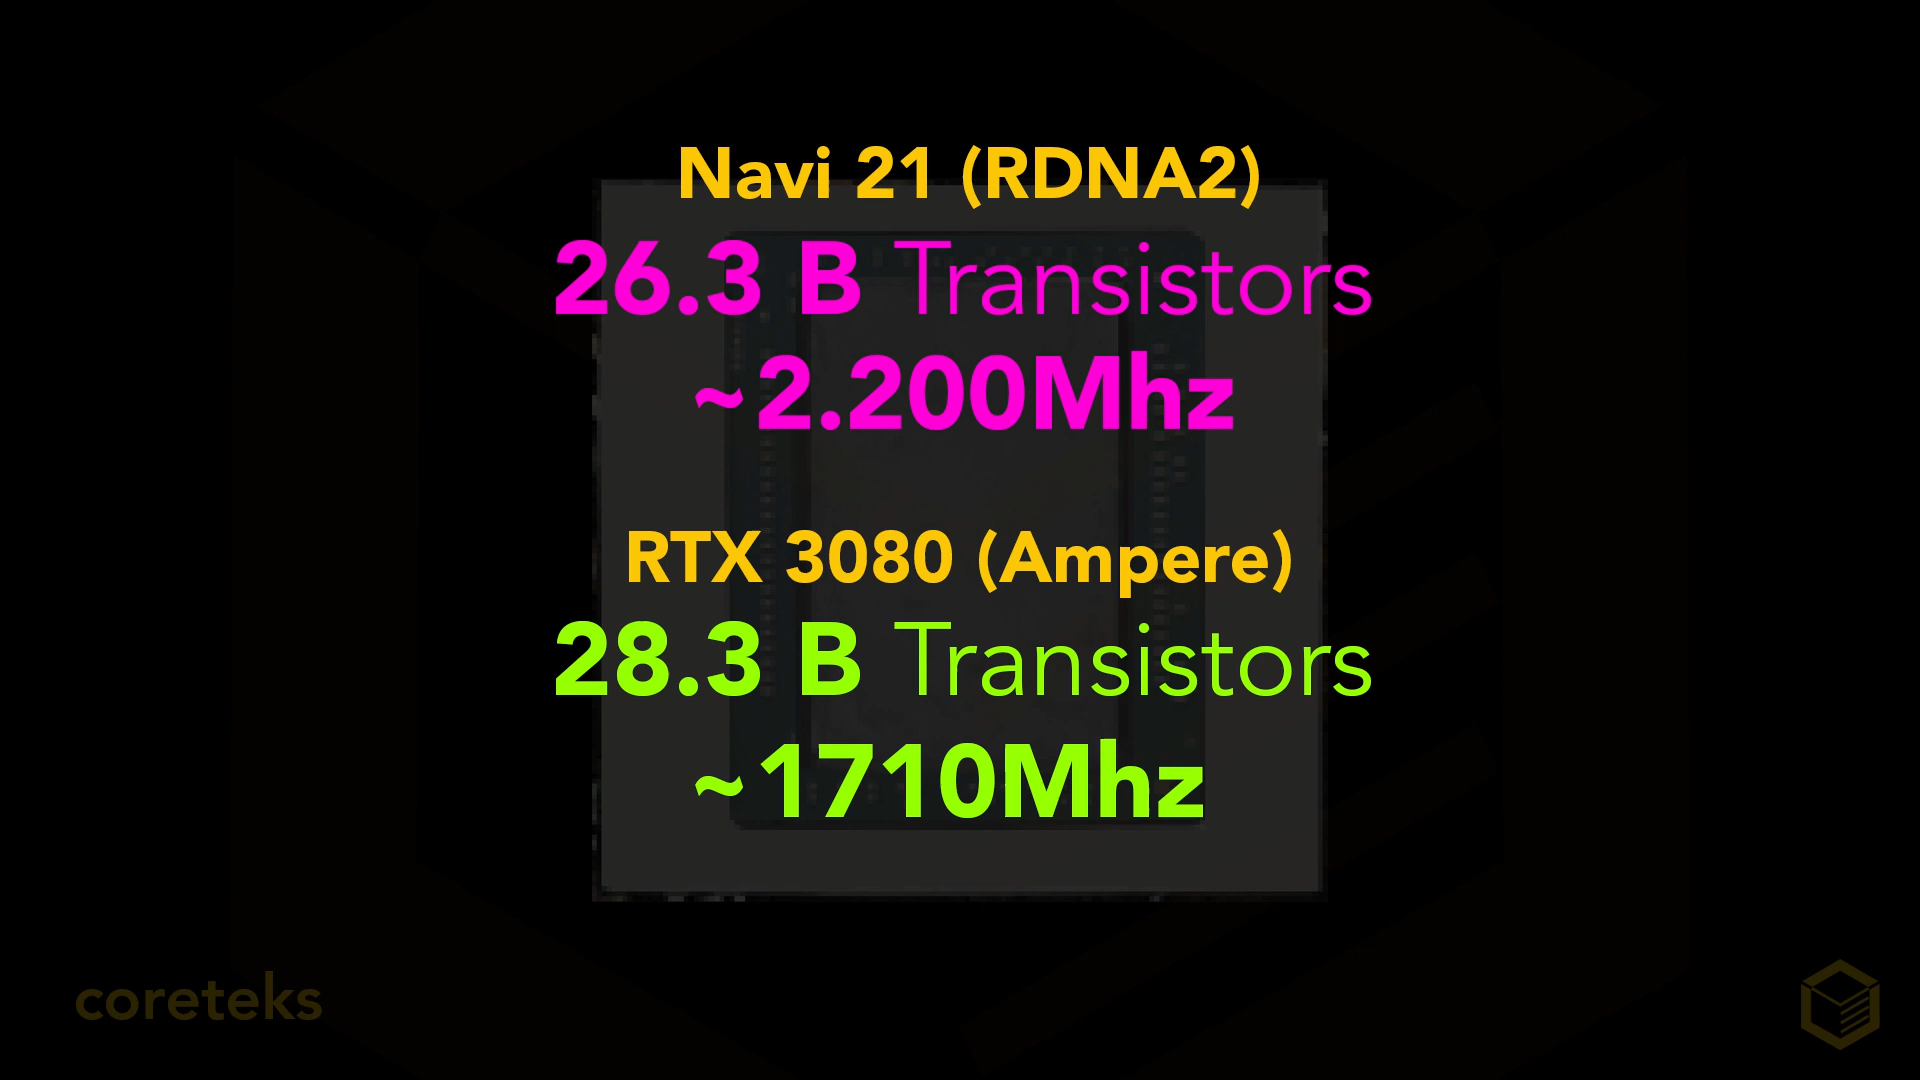 Navi 21 (RDNA2)
26.3 B Transistors
~2.200Mhz
RTX 3080 (Ampere)
28.3 B Transistors
~1710Mhz
coreteks